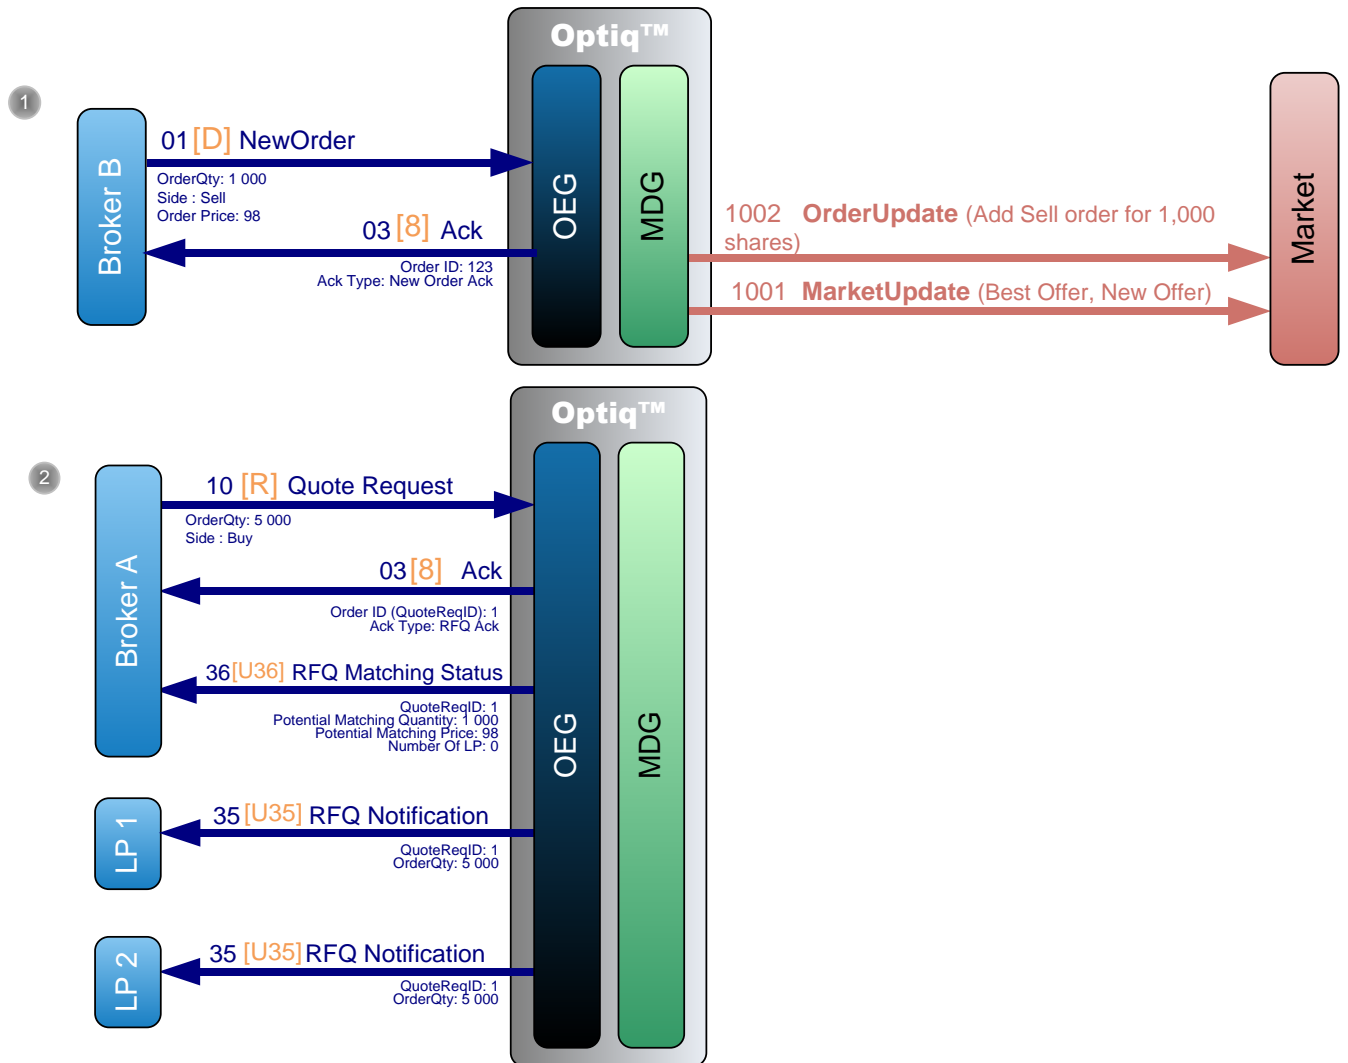 Optiq™
1
Broker B
01 [D] NewOrder
OrderQty: 1 000
Side : Sell
Order Price: 98
03 [8] Ack
Order ID: 123
Ack Type: New Order Ack
OEG
MDG
1002 OrderUpdate (Add Sell order for 1,000
shares)
1001 MarketUpdate (Best Offer, New Offer)
Market
Optiq™
2
Broker A
10 [R] Quote Request
OrderQty: 5 000
Side : Buy
03 [8] Ack
Order ID (QuoteReqID): 1
Ack Type: RFQ Ack
36 [U36] RFQ Matching Status
QuoteReqID: 1
Potential Matching Quantity: 1 000
Potential Matching Price: 98
Number Of LP: 0
OEG
MDG
LP 1
35 [U35] RFQ Notification
QuoteReqID: 1
OrderQty: 5 000
LP 2
35 [U35] RFQ Notification
QuoteReqID: 1
OrderQty: 5 000